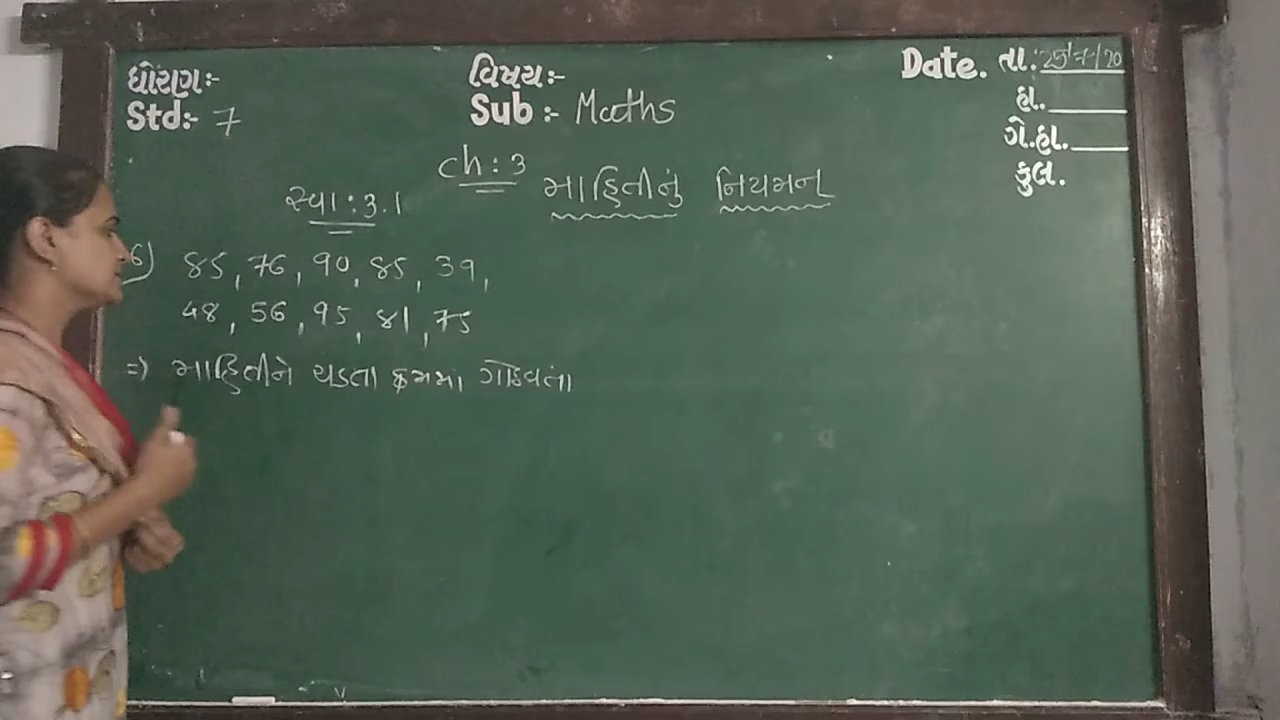 ધોરણ:-
Std:- 7
વિષય:-
Sub :- Maths
Date. તા. 25/7/20
હા.
ગે.હા.
કુલ.
ch : 3 માહિતીનું નિયમન
સ્વા : 3.1
6) 85, 76, 90, 85, 39,
48, 56, 95, 81, 75
=) માહિતીને ચડતા ક્રમમાં ગોઠવતા